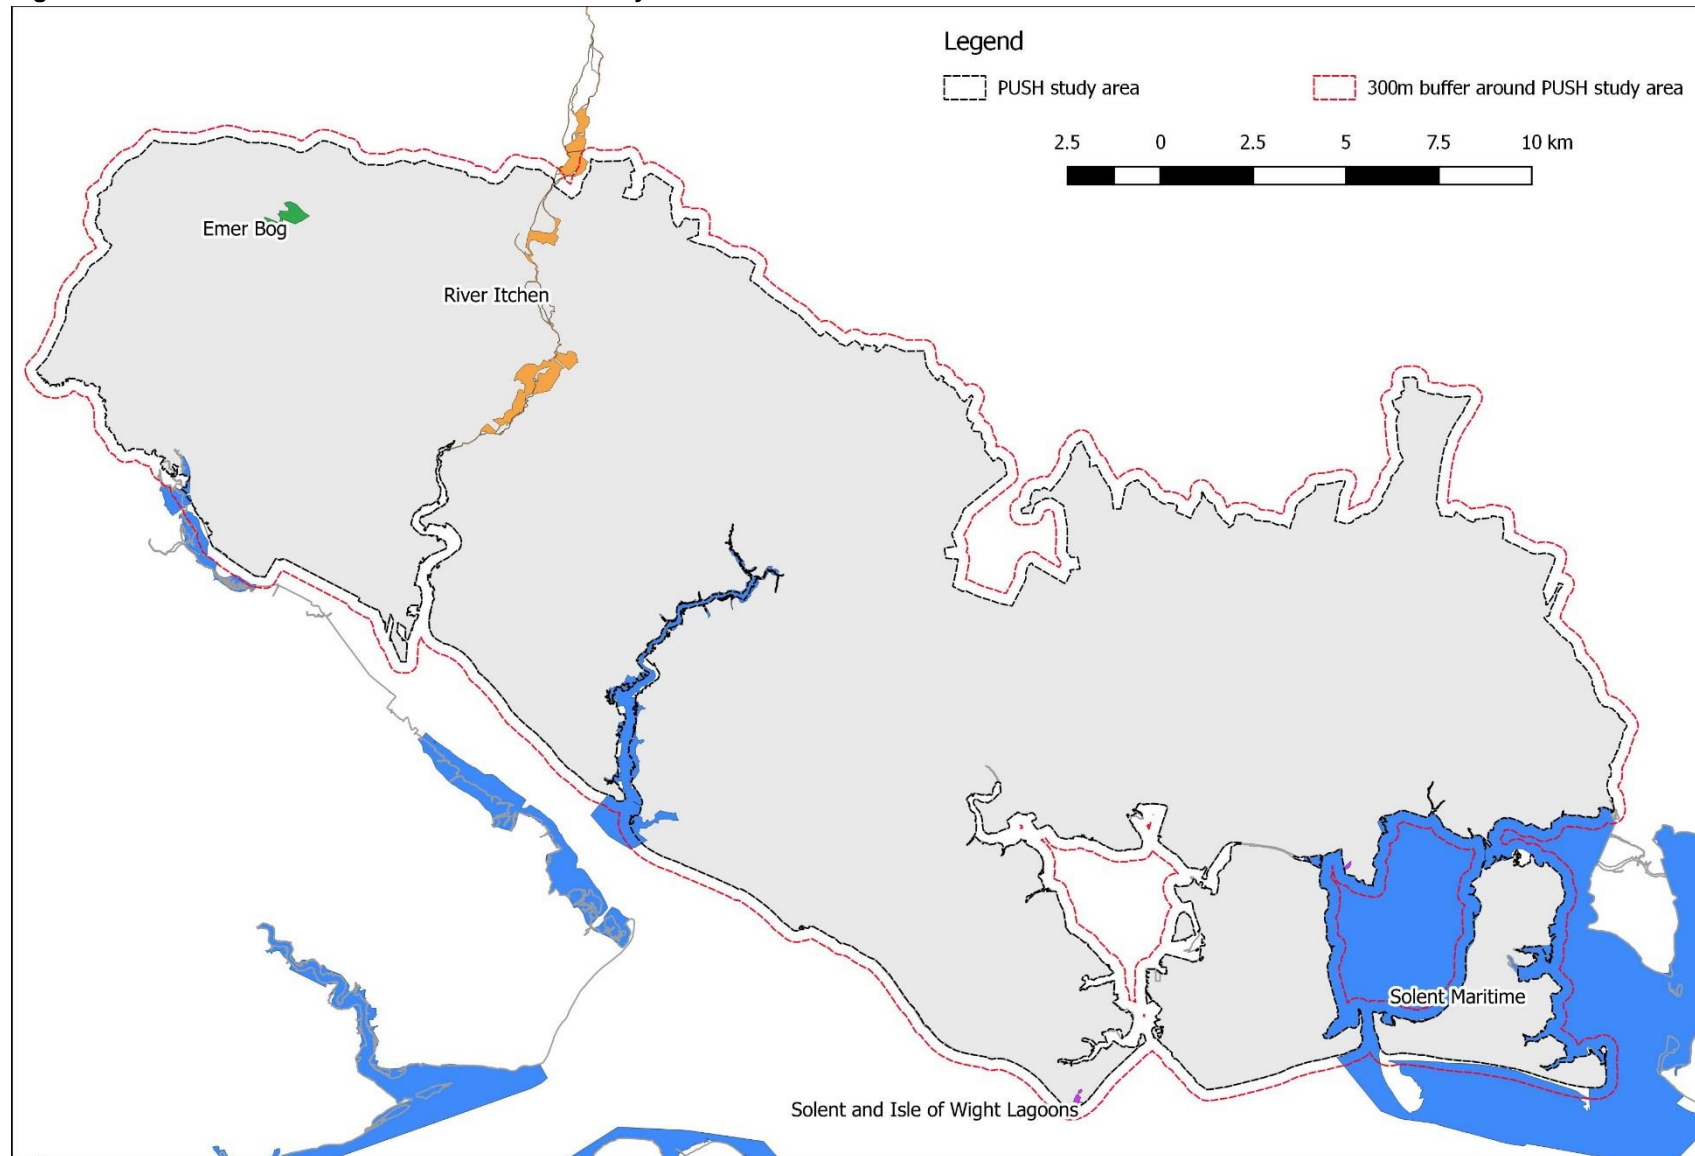 Legend
PUSH study area
300m buffer around PUSH study area
2.5 0 2.5 5 7.5 10 km
Emer Bog
River Itchen
Solent Maritime
Solent and Isle of Wight Lagoons